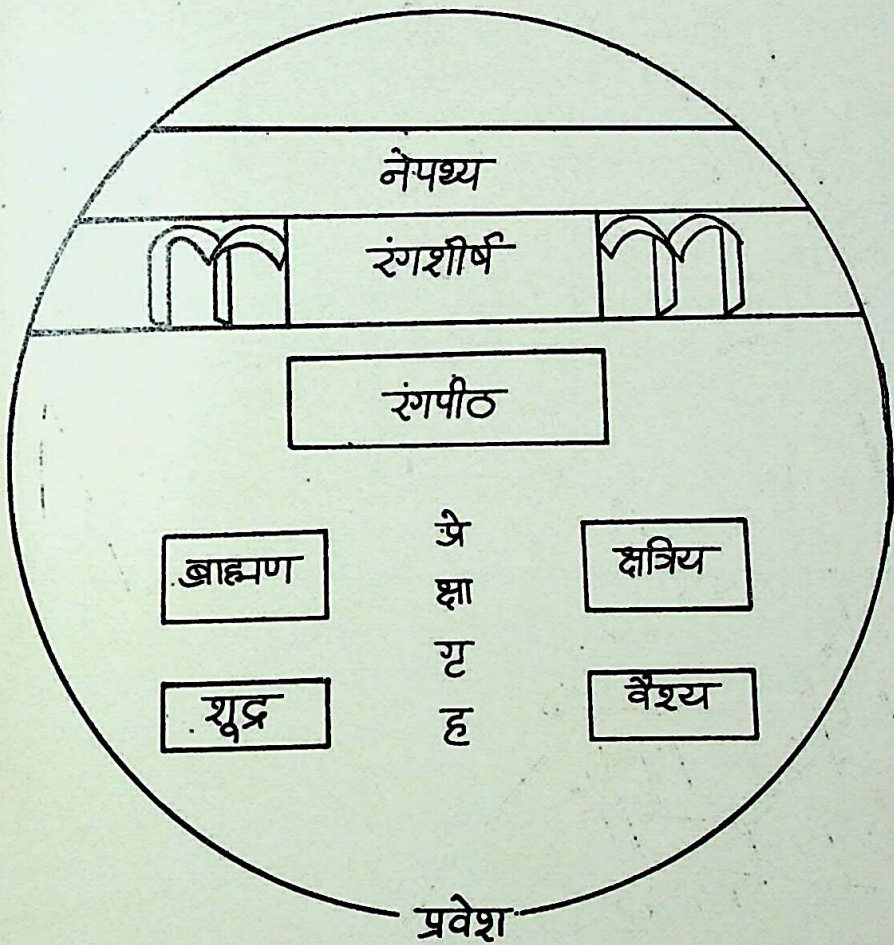 नेपथ्य
रंगशीर्ष
रंगपीठ
ब्राह्मण
क्षत्रिय
प्रे
क्षा
गृ
ह
शूद्र
वैश्य
प्रवेश